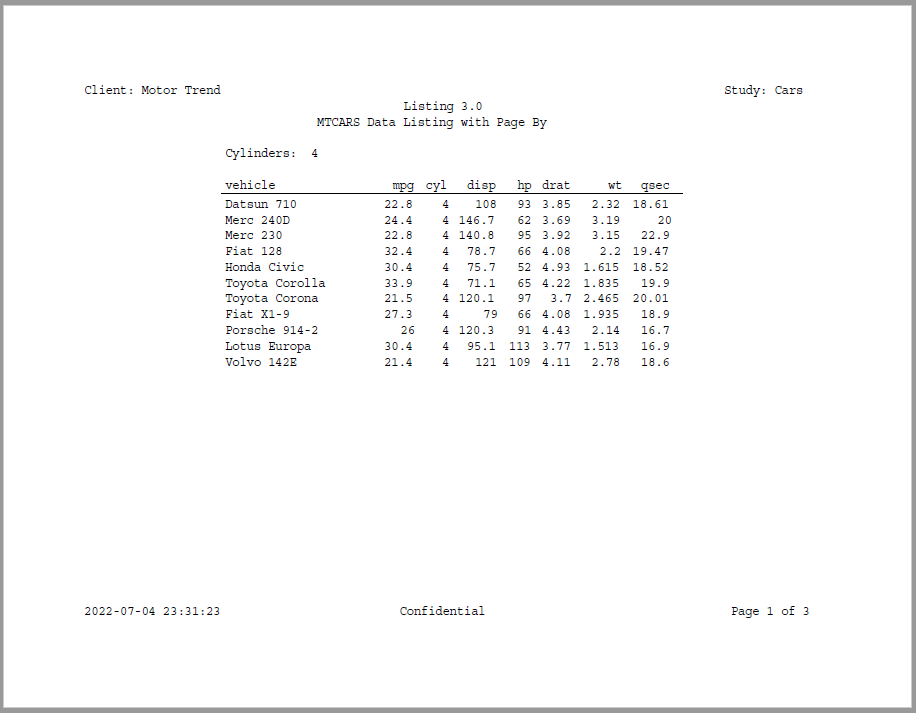 Client: Motor Trend Study: Cars
Listing 3.0
MTCARS Data Listing with Page By
Cylinders: 4
vehicle mpg cyl disp hp drat wt qsec
Datsun 710 22.8 4 108 93 3.85 2.32 18.61
Merc 240D 24.4 4 146.7 62 3.69 3.19 20
Merc 230 22.8 4 140.8 95 3.92 3.15 22.9
Fiat 128 32.4 4 78.7 66 4.08 2.2 19.47
Honda Civic 30.4 4 75.7 52 4.93 1.615 18.52
Toyota Corolla 33.9 4 71.1 65 4.22 1.835 19.9
Toyota Corona 21.5 4 120.1 97 3.7 2.465 20.01
Fiat X1-9 27.3 4 79 66 4.08 1.935 18.9
Porsche 914-2 26 4 120.3 91 4.43 2.14 16.7
Lotus Europa 30.4 4 95.1 113 3.77 1.513 16.9
Volvo 142E 21.4 4 121 109 4.11 2.78 18.6
2022-07-04 23:31:23 Confidential Page 1 of 3